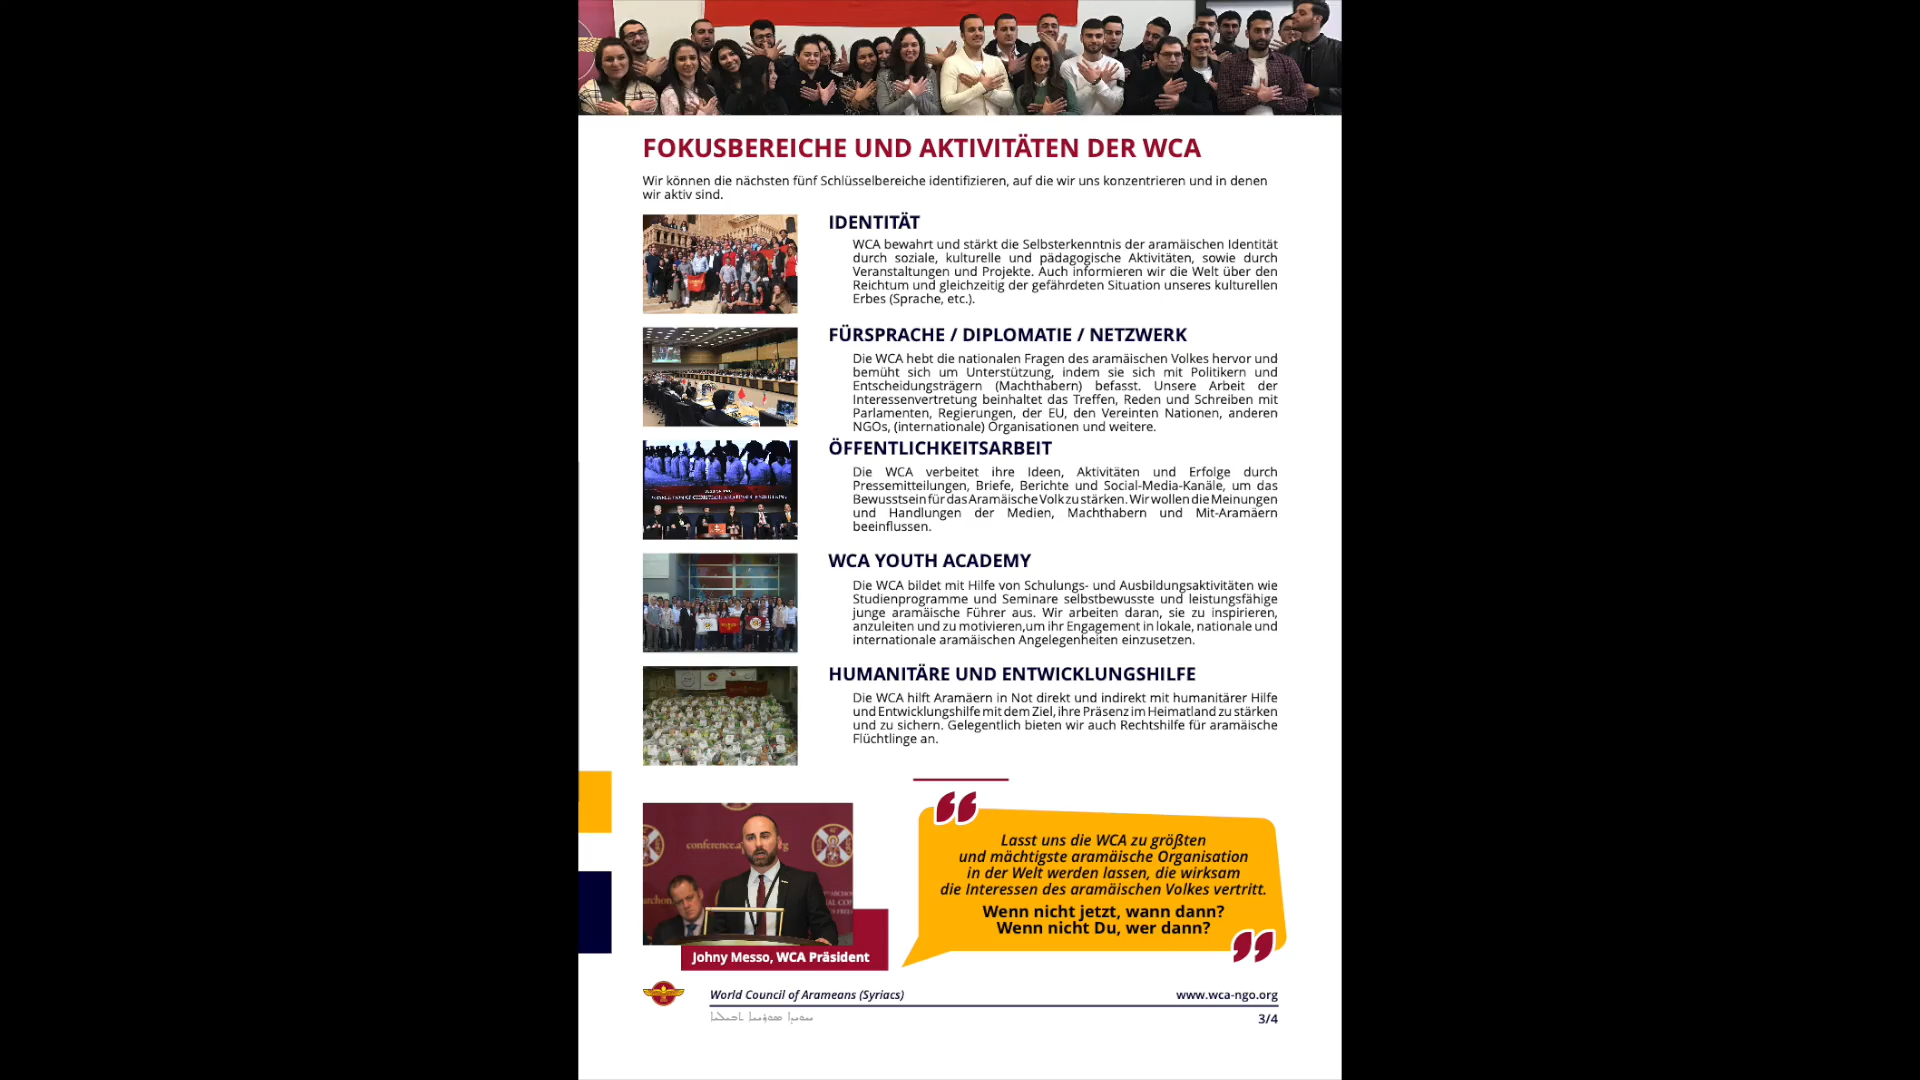 FOKUSBEREICHE UND AKTIVITÄTEN DER WCA
Wir können die nächsten fünf Schlüsselbereiche identifizieren, auf die wir uns konzentrieren und in denen
wir aktiv sind.
IDENTITÄT
WCA bewahrt und stärkt die Selbsterkenntnis der aramäischen Identität
durch soziale, kulturelle und pädagogische Aktivitäten, sowie durch
Veranstaltungen und Projekte. Auch informieren wir die Welt über den
Reichtum und gleichzeitig der gefährdeten Situation unseres kulturellen
Erbes (Sprache, etc.).
FÜRSPRACHE / DIPLOMATIE / NETZWERK
Die WCA hebt die nationalen Fragen des aramäischen Volkes hervor und
bemüht sich um Unterstützung, indem sie sich mit Politikern und
Entscheidungsträgern (Machthabern) befasst. Unsere Arbeit der
Interessenvertretung beinhaltet das Treffen, Reden und Schreiben mit
Parlamenten, Regierungen, der EU, den Vereinten Nationen, anderen
NGOs, (internationale) Organisationen und weitere.
ÖFFENTLICHKEITSARBEIT
Die WCA verbeitet ihre Ideen, Aktivitäten und Erfolge durch
Pressemitteilungen, Briefe, Berichte und Social-Media-Kanäle, um das
Bewusstsein für das Aramäische Volk zu stärken. Wir wollen die Meinungen
und Handlungen der Medien, Machthabern und Mit-Aramäern
beeinflussen.
WCA YOUTH ACADEMY
Die WCA bildet mit Hilfe von Schulungs- und Ausbildungsaktivitäten wie
Studienprogramme und Seminare selbstbewusste und leistungsfähige
junge aramäische Führer aus. Wir arbeiten daran, sie zu inspirieren,
anzuleiten und zu motivieren,um ihr Engagement in lokale, nationale und
internationale aramäischen Angelegenheiten einzusetzen.
HUMANITÄRE UND ENTWICKLUNGSHILFE
Die WCA hilft Aramäern in Not direkt und indirekt mit humanitärer Hilfe
und Entwicklungshilfe mit dem Ziel, ihre Präsenz im Heimatland zu stärken
und zu sichern. Gelegentlich bieten wir auch Rechtshilfe für aramäische
Flüchtlinge an.
conference.a
Johny Messo, WCA Präsident
“
Lasst uns die WCA zu größten
und mächtigste aramäische Organisation
in der Welt werden lassen, die wirksam
die Interessen des aramäischen Volkes vertritt.
Wenn nicht jetzt, wann dann?
Wenn nicht Du, wer dann?
”
World Council of Arameans (Syriacs)
www.wca-ngo.org
3/4